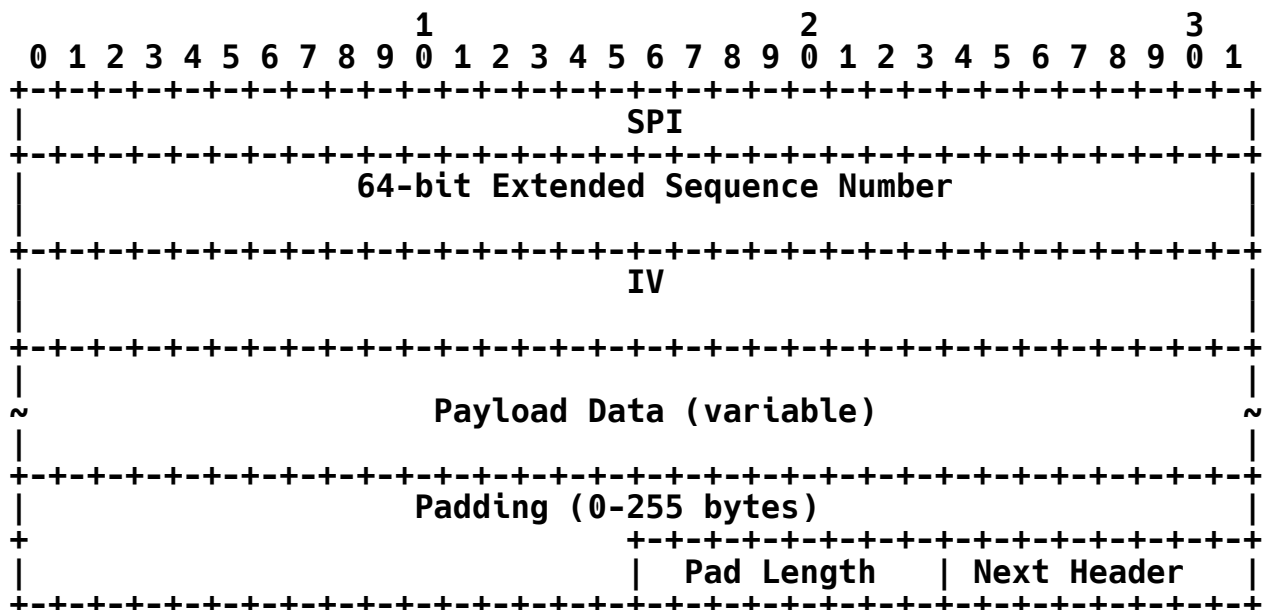 1                   2                   3
 0 1 2 3 4 5 6 7 8 9 0 1 2 3 4 5 6 7 8 9 0 1 2 3 4 5 6 7 8 9 0 1
+-+-+-+-+-+-+-+-+-+-+-+-+-+-+-+-+-+-+-+-+-+-+-+-+-+-+-+-+-+-+-+-+
|                               SPI                             |
+-+-+-+-+-+-+-+-+-+-+-+-+-+-+-+-+-+-+-+-+-+-+-+-+-+-+-+-+-+-+-+-+
|                 64-bit Extended Sequence Number               |
|                                                               |
+-+-+-+-+-+-+-+-+-+-+-+-+-+-+-+-+-+-+-+-+-+-+-+-+-+-+-+-+-+-+-+-+
|                               IV                              |
|                                                               |
+-+-+-+-+-+-+-+-+-+-+-+-+-+-+-+-+-+-+-+-+-+-+-+-+-+-+-+-+-+-+-+-+
|                                                               |
~                     Payload Data (variable)                   ~
|                                                               |
+-+-+-+-+-+-+-+-+-+-+-+-+-+-+-+-+-+-+-+-+-+-+-+-+-+-+-+-+-+-+-+-+
|                    Padding (0-255 bytes)                      |
+                               +-+-+-+-+-+-+-+-+-+-+-+-+-+-+-+-+
|                               |  Pad Length   | Next Header   |
+-+-+-+-+-+-+-+-+-+-+-+-+-+-+-+-+-+-+-+-+-+-+-+-+-+-+-+-+-+-+-+-+